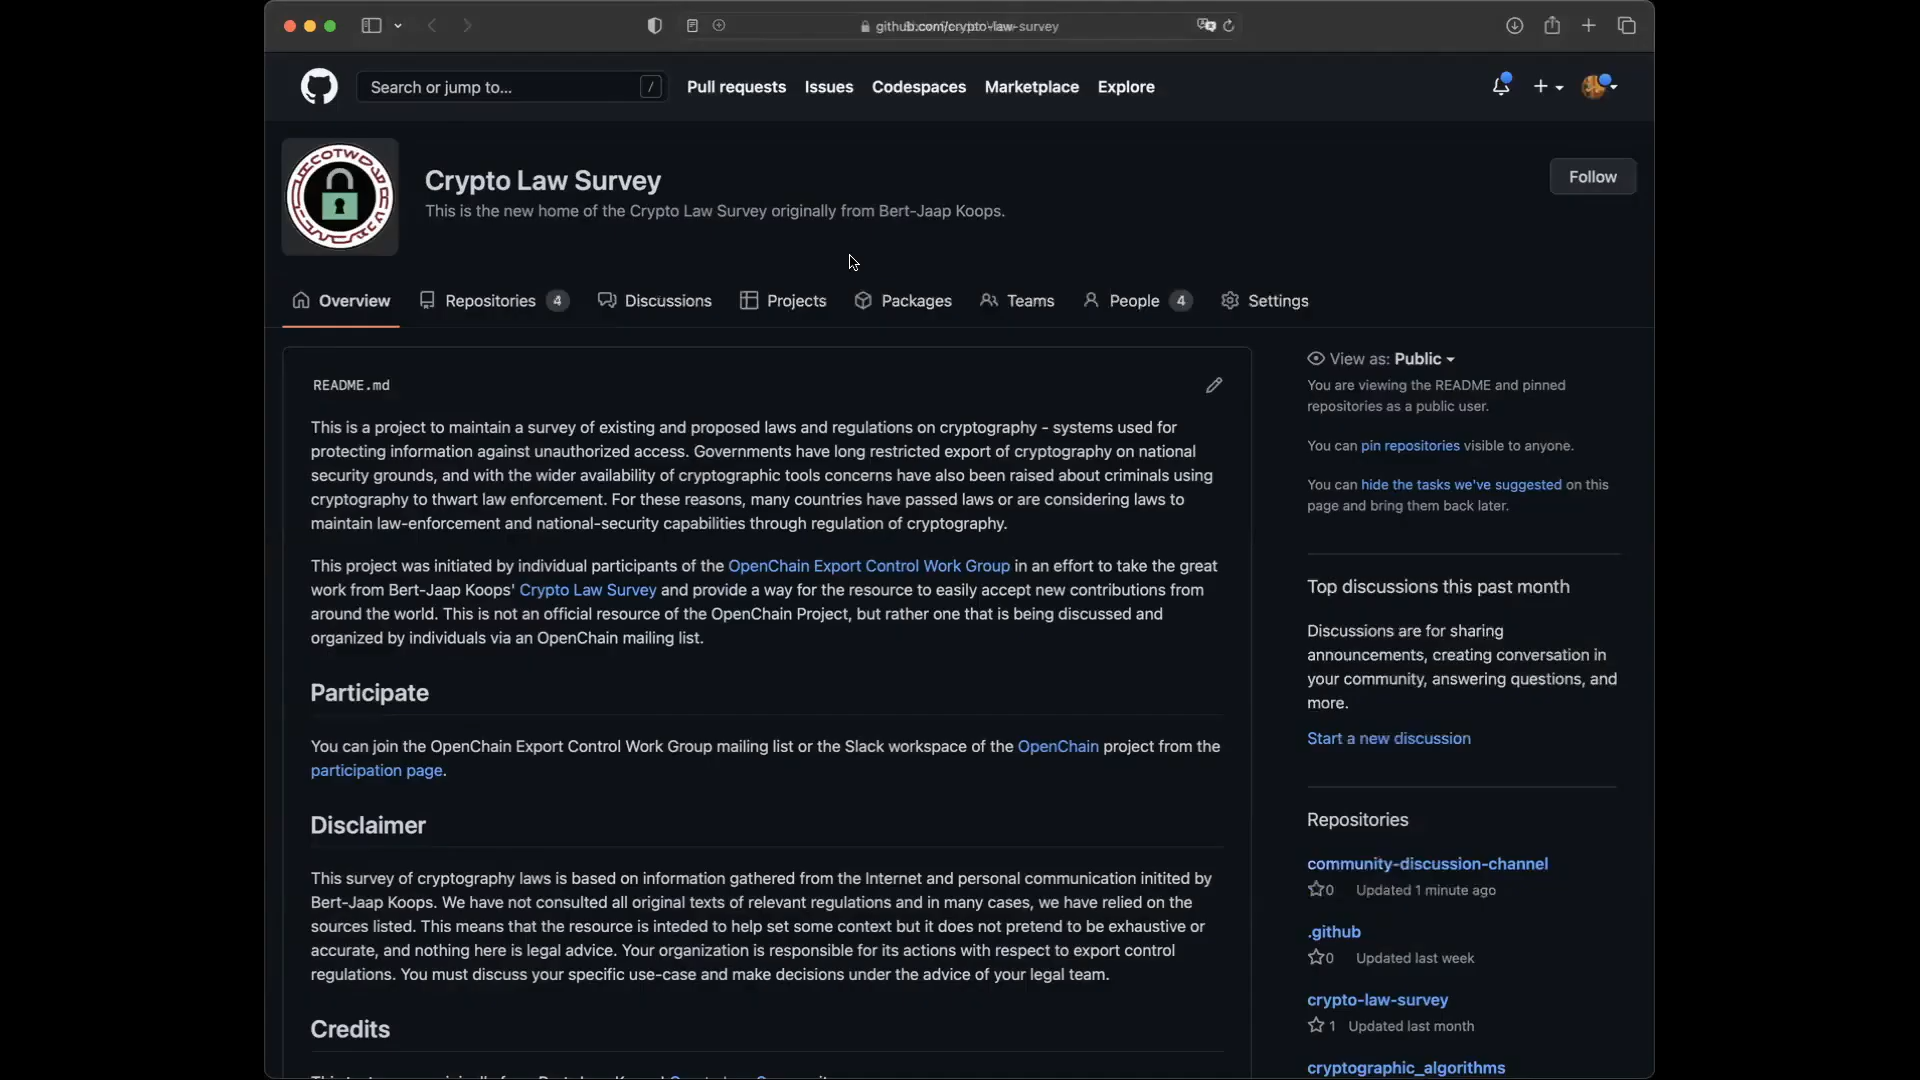 github.com/crypto-law-survey
Search or jump to...
/
Pull requests
Issues
Codespaces
Marketplace
Explore
Crypto Law Survey
This is the new home of the Crypto Law Survey originally from Bert-Jaap Koops.
Follow
Overview
Repositories 4
Discussions
Projects
Packages
Teams
People 4
Settings
README.md
This is a project to maintain a survey of existing and proposed laws and regulations on cryptography - systems used for
protecting information against unauthorized access. Governments have long restricted export of cryptography on national
security grounds, and with the wider availability of cryptographic tools concerns have also been raised about criminals using
cryptography to thwart law enforcement. For these reasons, many countries have passed laws or are considering laws to
maintain law-enforcement and national-security capabilities through regulation of cryptography.
This project was initiated by individual participants of the OpenChain Export Control Work Group in an effort to take the great
work from Bert-Jaap Koops' Crypto Law Survey and provide a way for the resource to easily accept new contributions from
around the world. This is not an official resource of the OpenChain Project, but rather one that is being discussed and
organized by individuals via an OpenChain mailing list.
Participate
You can join the OpenChain Export Control Work Group mailing list or the Slack workspace of the OpenChain project from the
participation page.
Disclaimer
This survey of cryptography laws is based on information gathered from the Internet and personal communication initited by
Bert-Jaap Koops. We have not consulted all original texts of relevant regulations and in many cases, we have relied on the
sources listed. This means that the resource is inteded to help set some context but it does not pretend to be exhaustive or
accurate, and nothing here is legal advice. Your organization is responsible for its actions with respect to export control
regulations. You must discuss your specific use-case and make decisions under the advice of your legal team.
Credits
View as: Public
You are viewing the README and pinned
repositories as a public user.
You can pin repositories visible to anyone.
You can hide the tasks we've suggested on this
page and bring them back later.
Top discussions this past month
Discussions are for sharing
announcements, creating conversation in
your community, answering questions, and
more.
Start a new discussion
Repositories
community-discussion-channel
0 Updated 1 minute ago
.github
0 Updated last week
crypto-law-survey
1 Updated last month
cryptographic_algorithms